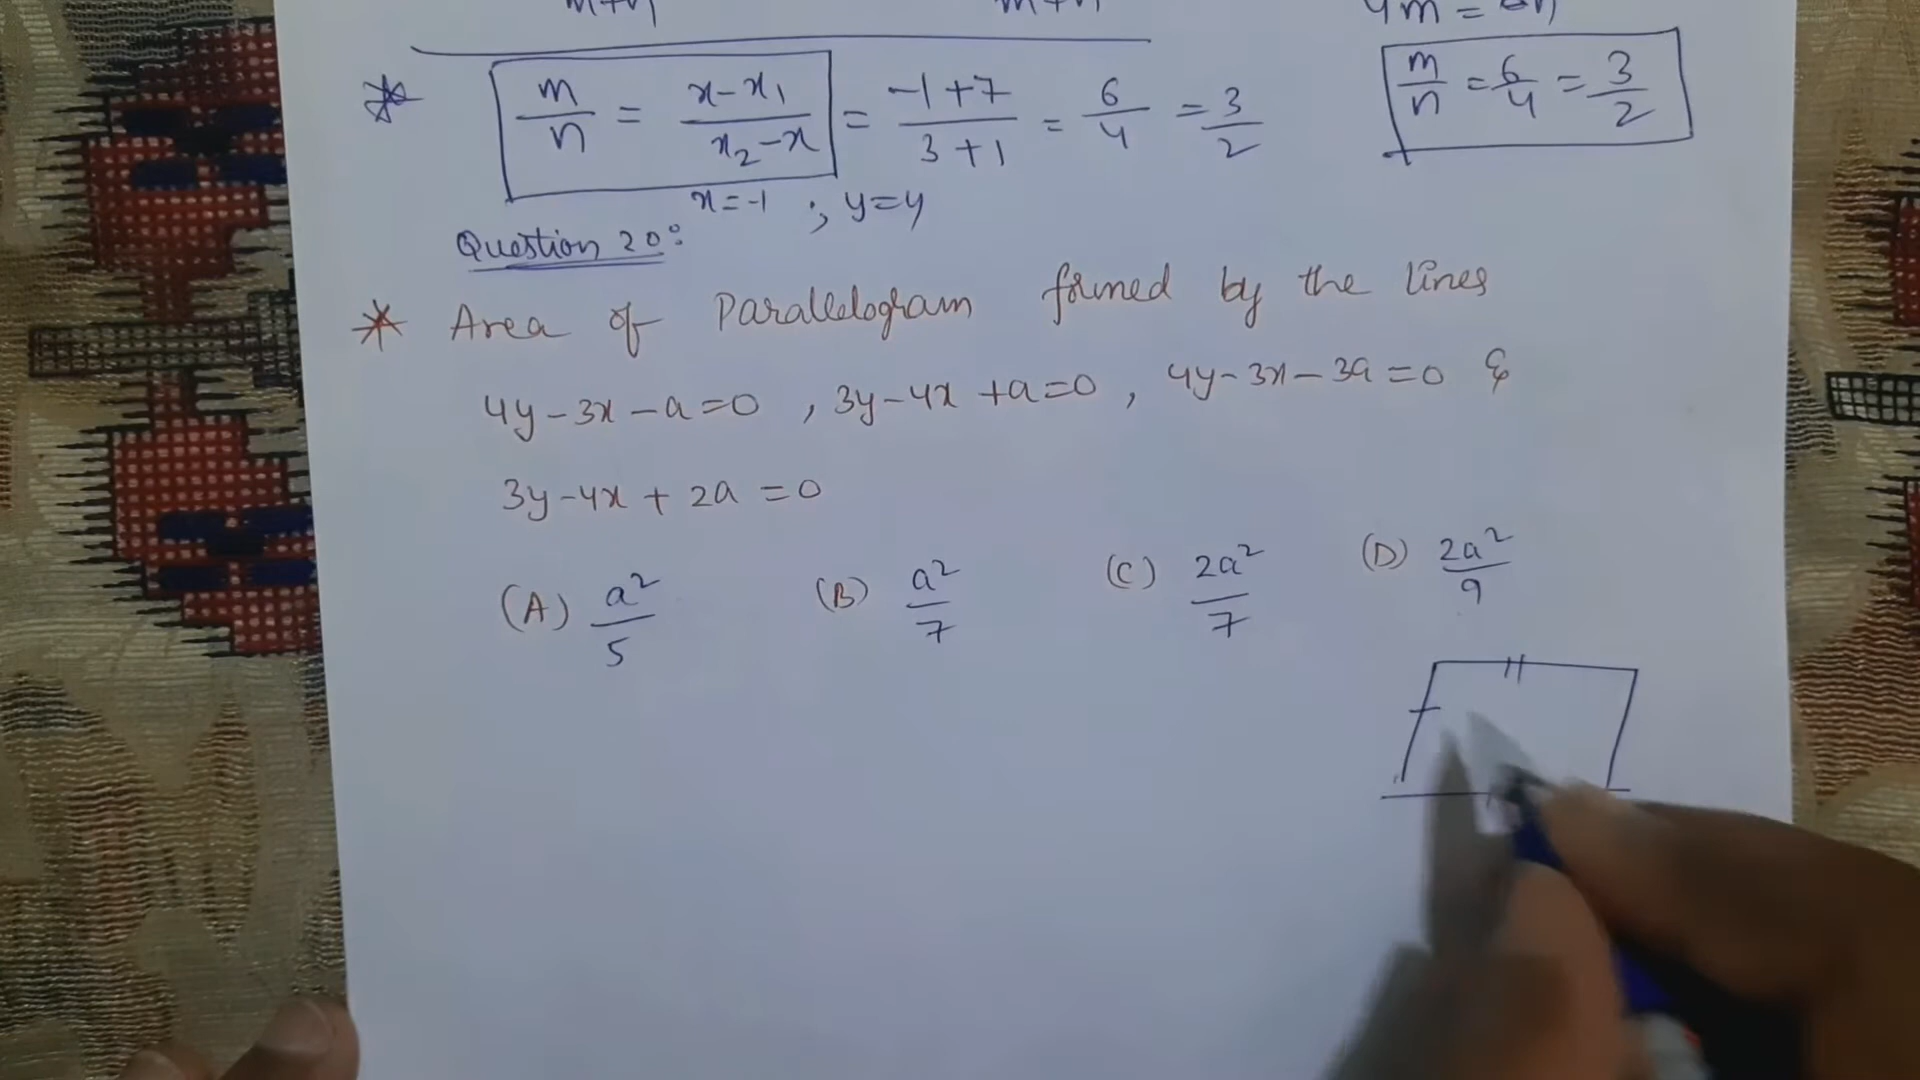 m+n m+n 4m = 6n
* m/n = x-x₁/x₂-x = -1+7/3+1 = 6/4 = 3/2 m/n = 6/4 = 3/2
x=-1 ; y=y
Question 20:
* Area of Parallelogram formed by the lines
4y-3x-a=0 , 3y-4x+a=0 , 4y-3x-3a=0 &
3y-4x+2a=0
(A) a²/5 (B) a²/7 (C) 2a²/7 (D) 2a²/9